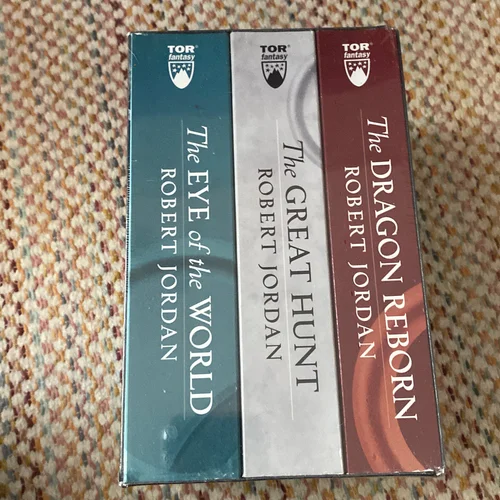 TOR®
fantasy
The EYE of the WORLD
ROBERT JORDAN
TOR®
fantasy
The GREAT HUNT
ROBERT JORDAN
TOR®
fantasy
The DRAGON REBORN
ROBERT JORDAN